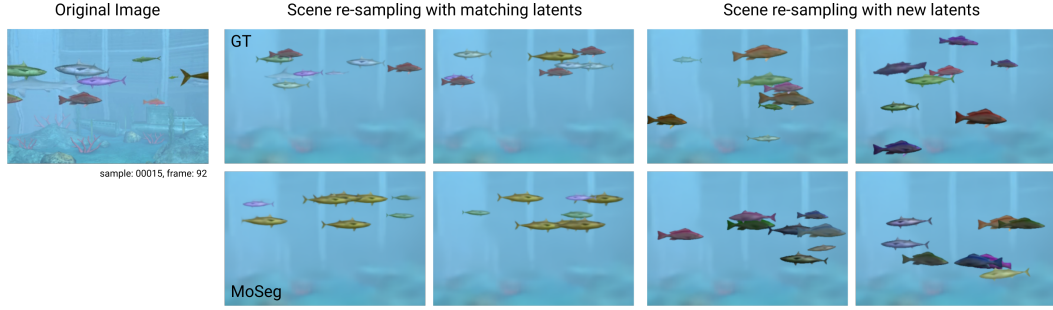 Original Image
Scene re-sampling with matching latents
Scene re-sampling with new latents
GT
sample: 00015, frame: 92
MoSeg